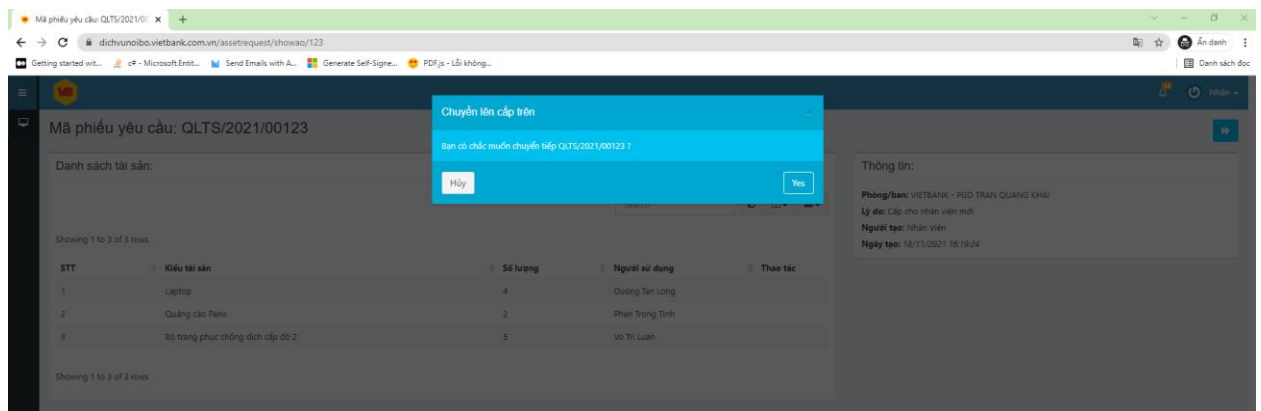 Mã phiếu yêu cầu: QLTS/2021/0
dichvunoibo.vietbank.com.vn/assetrequest/showao/123
Ẩn danh
Getting started wit...
c# - Microsoft.Entit...
Send Emails with A...
Generate Self-Signe...
PDF.js - Lỗi không...
Danh sách đọc
VB
Nhân
Mã phiếu yêu cầu: QLTS/2021/00123
Chuyển lên cấp trên
Bạn có chắc muốn chuyển tiếp QLTS/2021/00123 ?
Hủy
Yes
Danh sách tài sản:
Search
Showing 1 to 3 of 3 rows
STT Kiểu tài sản Số lượng Người sử dụng Thao tác
1 Laptop 4 Duong Tan Long
2 Quảng cáo Pano 2 Phan Trong Tinh
3 Bộ trang phục chống dịch cấp độ 2 5 Vo Tri Luan
Showing 1 to 3 of 3 rows
Thông tin:
Phòng/ban: VIETBANK - PGD TRAN QUANG KHAI
Lý do: Cấp cho nhân viên mới
Người tạo: Nhân Viên
Ngày tạo: 18/11/2021 16:19:24